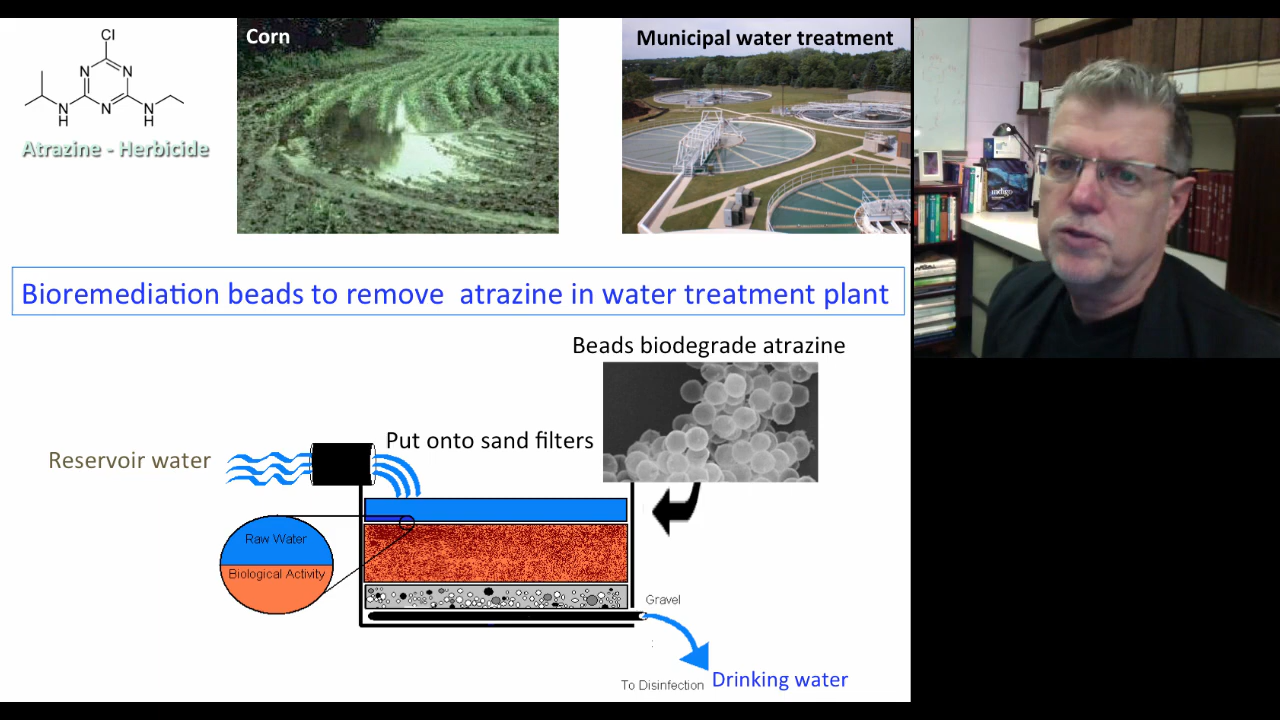 Cl
N
N
N
N
H
N
H
Atrazine - Herbicide
Corn
Municipal water treatment
indigo
Bioremediation beads to remove  atrazine in water treatment plant
Beads biodegrade atrazine
Put onto sand filters
Reservoir water
Raw Water
Biological Activity
Gravel
:
To Disinfection
Drinking water